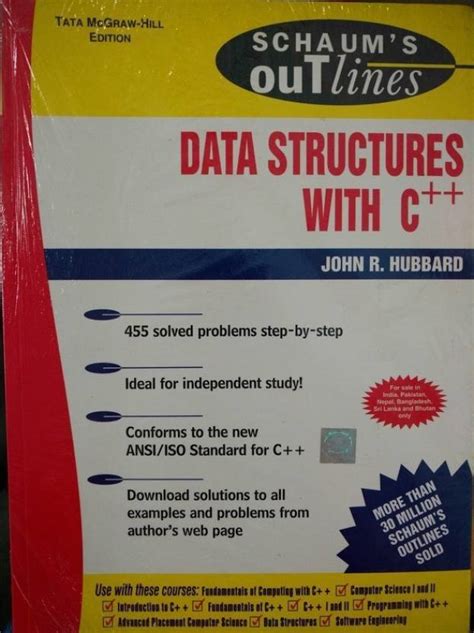 TATA MCGRAW-HILL
EDITION
SCHAUM'S
ouTlines
DATA STRUCTURES
WITH C++
JOHN R. HUBBARD
455 solved problems step-by-step
Ideal for independent study!
For sale in
India, Pakistan,
Nepal, Bangladesh,
Sri Lanka and Bhutan
only
Conforms to the new
ANSI/ISO Standard for C++
Download solutions to all
examples and problems from
author's web page
MORE THAN
30 MILLION
SCHAUM'S
OUTLINES
SOLD
Use with these courses: Fundamentals of Computing with C++ ☑ Computer Science I and II
☑ Introduction to C++ ☑ Fundamentals of C++ ☑ C++ I and II ☑ Programming with C++
☑ Advanced Placement Computer Science ☑ Data Structures ☑ Software Engineering